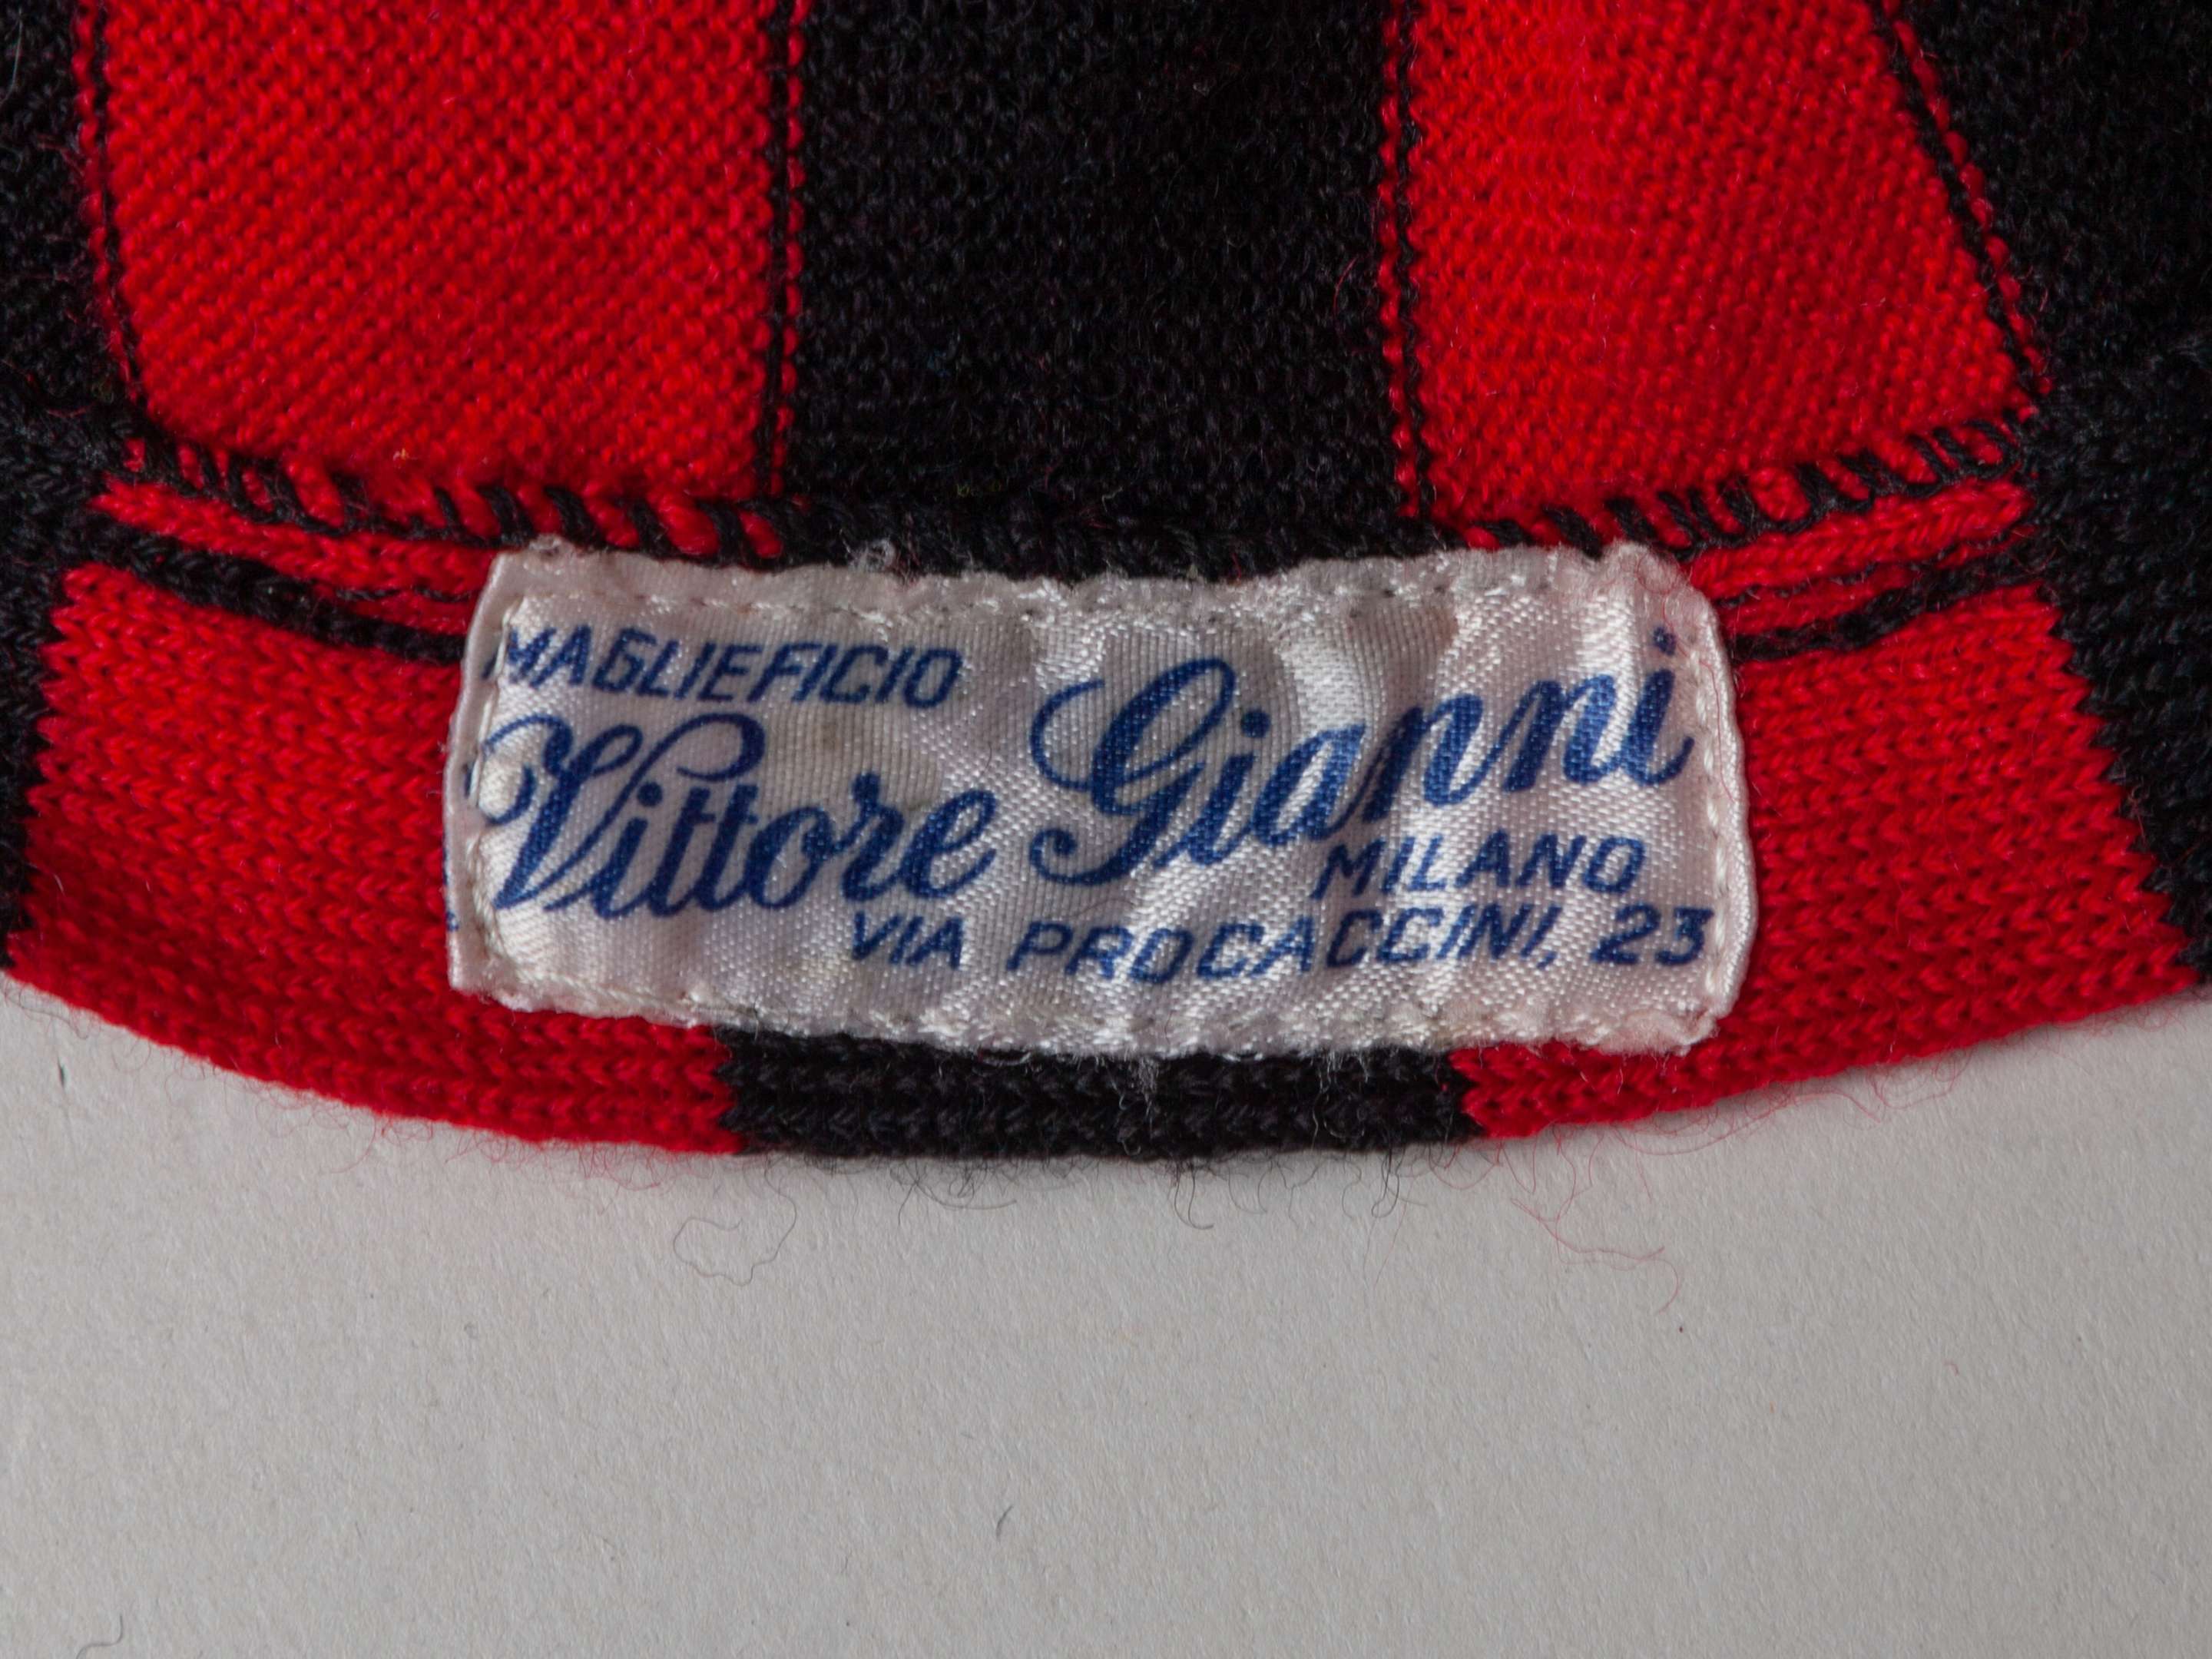 MAGLIEFICIO
Vittore Gianni
MILANO
VIA PROCACCINI, 23